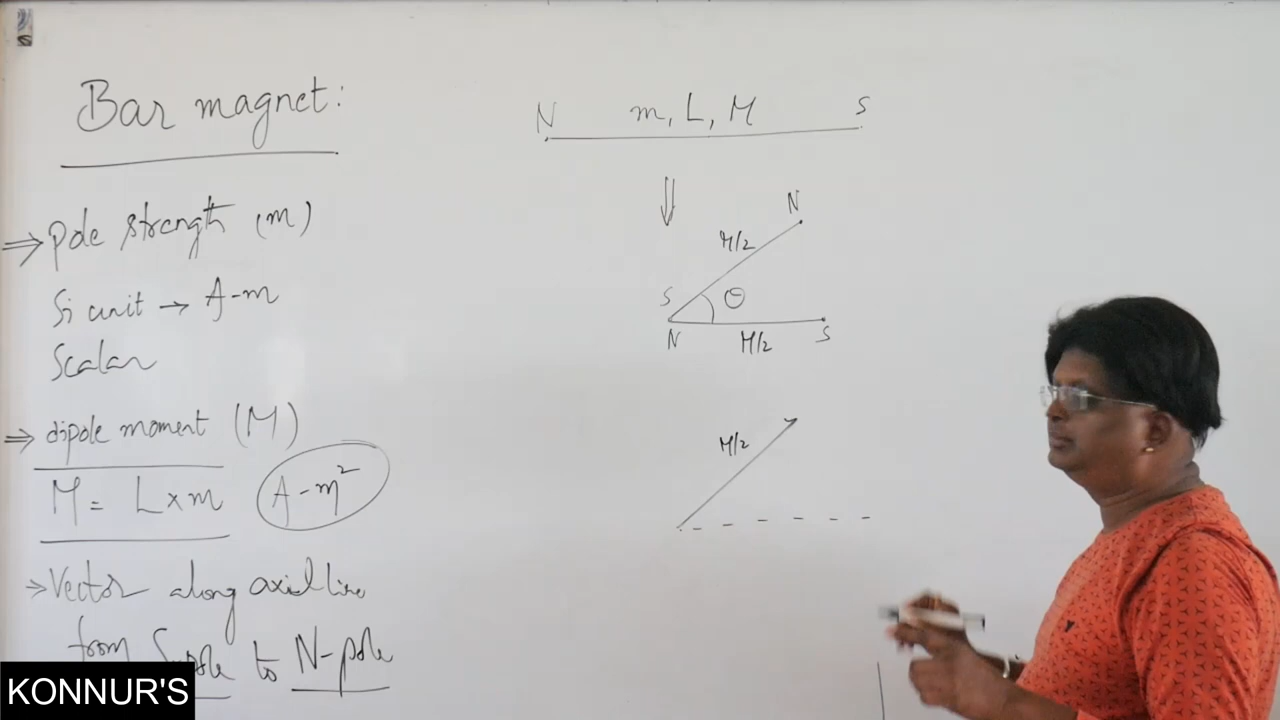 Bar magnet:
⇒ pole strength (m)
Si unit → A-m
Scalar
⇒ dipole moment (M)
M = L × m A-m²
→ Vector along axial line
from S-pole to N-pole
N m, L, M S
N
M/2
S θ
N M/2 S
M/2
KONNUR'S